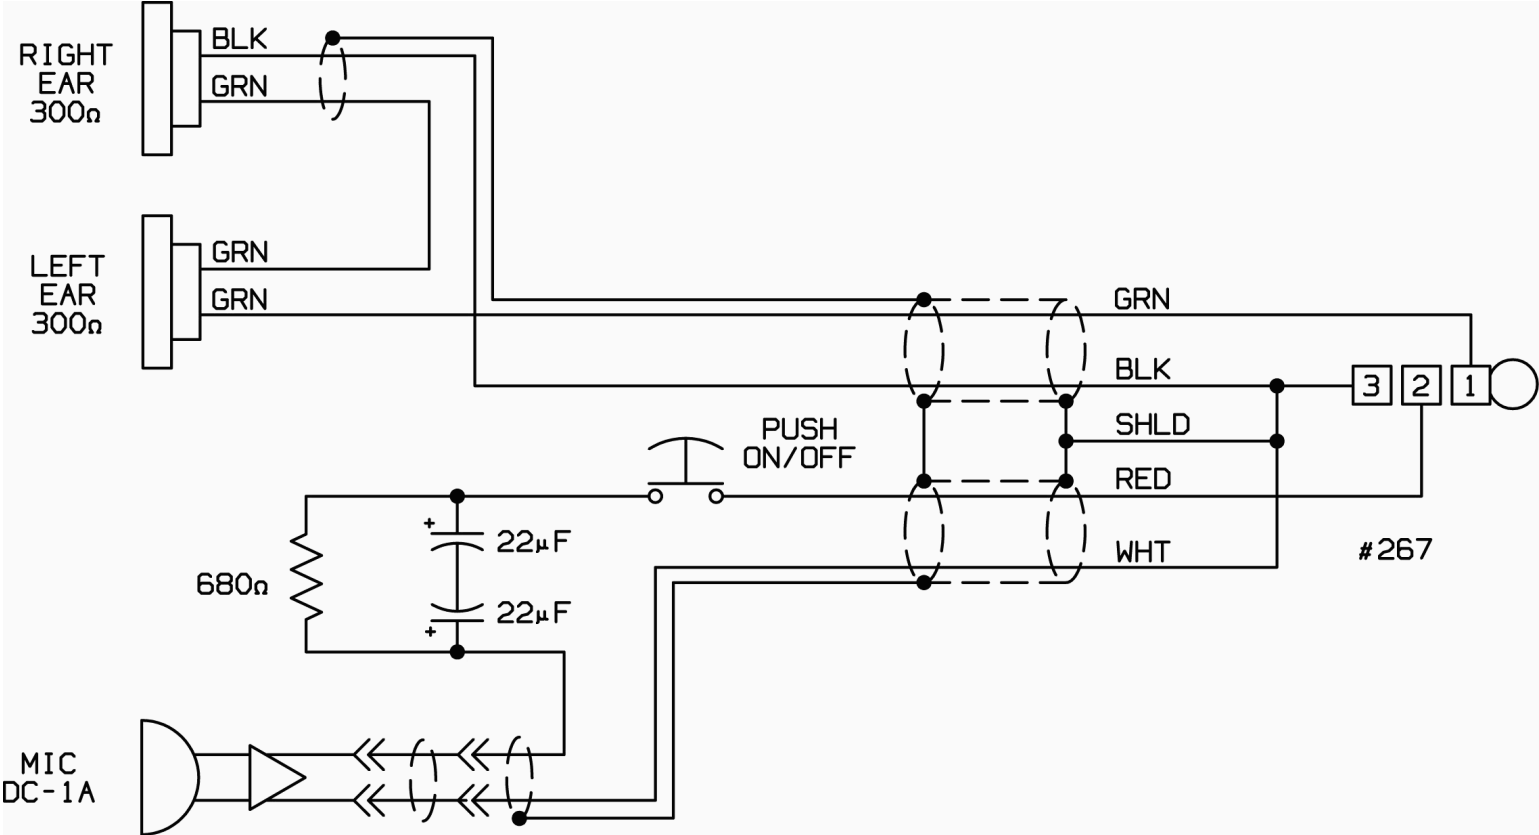 RIGHT
EAR
300Ω
BLK
GRN
LEFT
EAR
300Ω
GRN
GRN
GRN
BLK
3 2 1
PUSH
ON/OFF
SHLD
RED
WHT
#267
680Ω
+
22µF
22µF
+
MIC
DC-1A